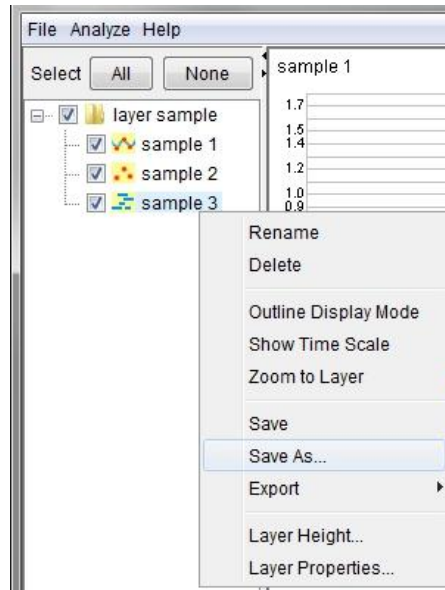 File Analyze Help
Select All None
sample 1
layer sample
sample 1
sample 2
sample 3
1.7
1.5
1.4
1.2
1.0
0.9
Rename
Delete
Outline Display Mode
Show Time Scale
Zoom to Layer
Save
Save As...
Export
Layer Height...
Layer Properties...